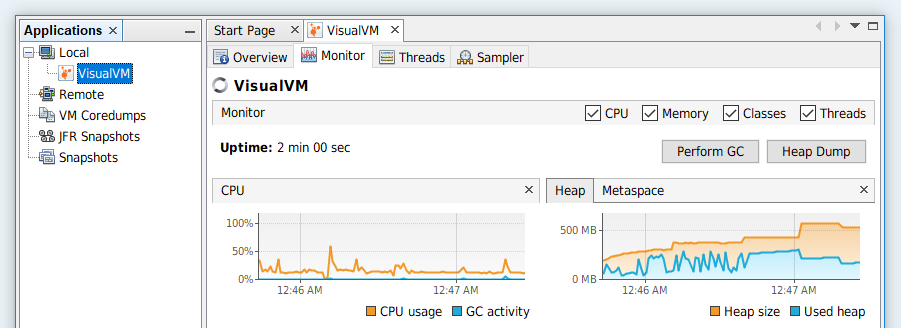 Applications
Local
VisualVM
Remote
VM Coredumps
JFR Snapshots
Snapshots
Start Page VisualVM
Overview Monitor Threads Sampler
VisualVM
Monitor CPU Memory Classes Threads
Uptime: 2 min 00 sec Perform GC Heap Dump
CPU
100%
50%
0%
12:46 AM 12:47 AM
CPU usage GC activity
Heap Metaspace
500 MB
0 MB
12:46 AM 12:47 AM
Heap size Used heap